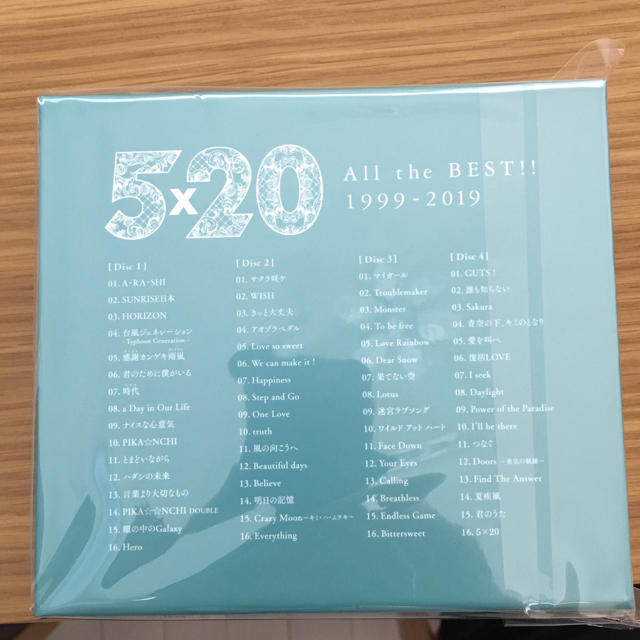 5x20
All the BEST!!
1999-2019
[Disc 1]
01. A・RA・SHI
02. SUNRISE日本
03. HORIZON
04. 台風ジェネレーション
-Typhoon Generation-
05. 感謝カンゲキ雨嵐
06. 君のために僕がいる
07. 時代
08. a Day in Our Life
09. ナイスな心意気
10. PIKA☆NCHI
11. とまどいながら
12. ハダシの未来
13. 言葉より大切なもの
14. PIKA☆☆NCHI DOUBLE
15. 瞳の中のGalaxy
16. Hero
[Disc 2]
01. サクラ咲ケ
02. WISH
03. きっと大丈夫
04. アオゾラペダル
05. Love so sweet
06. We can make it!
07. Happiness
08. Step and Go
09. One Love
10. truth
11. 風の向こうへ
12. Beautiful days
13. Believe
14. 明日の記憶
15. Crazy Moon〜キミ・ハ・ムテキ〜
16. Everything
[Disc 3]
01. マイガール
02. Troublemaker
03. Monster
04. To be free
05. Love Rainbow
06. Dear Snow
07. 果てない空
08. Lotus
09. 迷宮ラブソング
10. ワイルド アット ハート
11. Face Down
12. Your Eyes
13. Calling
14. Breathless
15. Endless Game
16. Bittersweet
[Disc 4]
01. GUTS!
02. 誰も知らない
03. Sakura
04. 青空の下、キミのとなり
05. 愛を叫べ
06. 復活LOVE
07. I seek
08. Daylight
09. Power of the Paradise
10. I'll be there
11. つなぐ
12. Doors 〜勇気の軌跡〜
13. Find The Answer
14. 夏疾風
15. 君のうた
16. 5×20